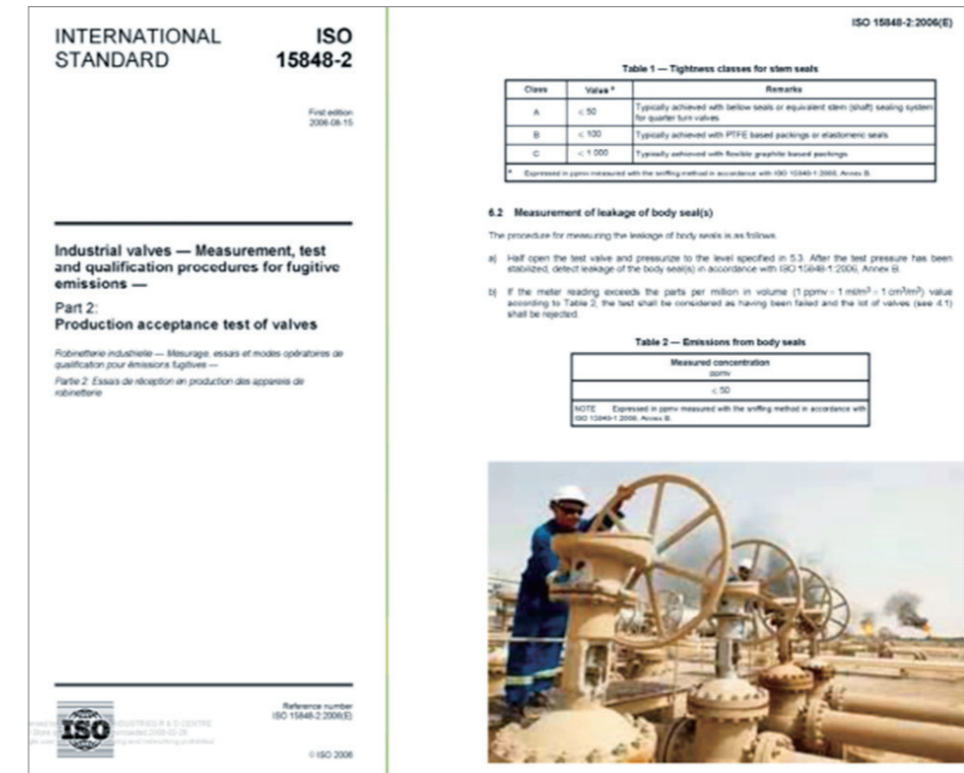 INTERNATIONAL
STANDARD
ISO
15848-2
First edition
2006-08-15
Industrial valves — Measurement, test
and qualification procedures for fugitive
emissions —
Part 2:
Production acceptance test of valves
Robinetterie industrielle — Mesurage, essais et modes opératoires de
qualification pour émissions fugitives —
Partie 2: Essais de réception en production des appareils de
robinetterie
ISO
Reference number
ISO 15848-2:2006(E)
© ISO 2006
ISO 15848-2:2006(E)
Table 1 — Tightness classes for stem seals
Class Value a Remarks
A < 50 Typically achieved with bellow seals or equivalent stem (shaft) sealing system
for quarter turn valves
B < 100 Typically achieved with PTFE based packings or elastomeric seals
C < 1 000 Typically achieved with flexible graphite based packings
a Expressed in ppmv measured with the sniffing method in accordance with ISO 15848-1:2006, Annex B.
6.2 Measurement of leakage of body seal(s)
The procedure for measuring the leakage of body seals is as follows.
a) Half open the test valve and pressurize to the level specified in 5.3. After the test pressure has been
stabilized, detect leakage of the body seal(s) in accordance with ISO 15848-1:2006, Annex B.
b) If the meter reading exceeds the parts per million in volume (1 ppmv = 1 ml/m³ = 1 cm³/m³) value
according to Table 2, the test shall be considered as having been failed and the lot of valves (see 4.1)
shall be rejected.
Table 2 — Emissions from body seals
Measured concentration
ppmv
< 50
NOTE Expressed in ppmv measured with the sniffing method in accordance with
ISO 15848-1:2006, Annex B.